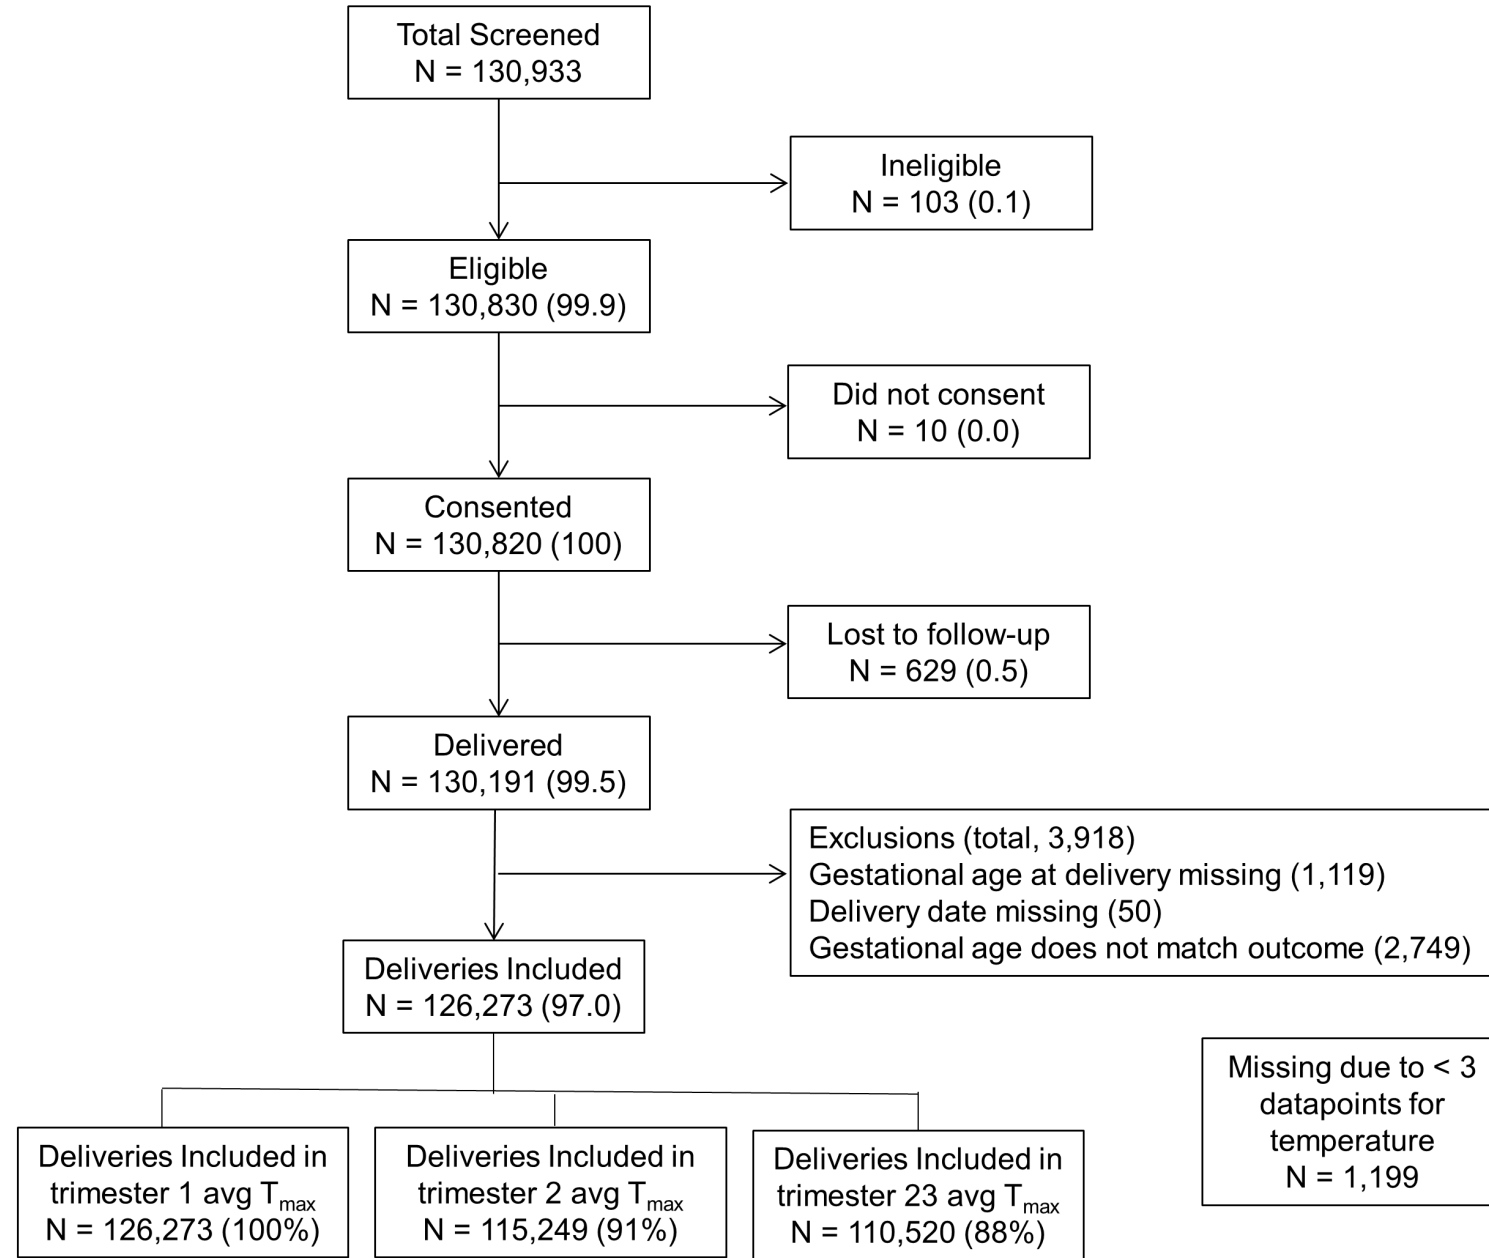 Total Screened
N = 130,933
Ineligible
N = 103 (0.1)
Eligible
N = 130,830 (99.9)
Did not consent
N = 10 (0.0)
Consented
N = 130,820 (100)
Lost to follow-up
N = 629 (0.5)
Delivered
N = 130,191 (99.5)
Exclusions (total, 3,918)
Gestational age at delivery missing (1,119)
Delivery date missing (50)
Gestational age does not match outcome (2,749)
Deliveries Included
N = 126,273 (97.0)
Missing due to < 3
datapoints for
temperature
N = 1,199
Deliveries Included in
trimester 1 avg Tmax
N = 126,273 (100%)
Deliveries Included in
trimester 2 avg Tmax
N = 115,249 (91%)
Deliveries Included in
trimester 23 avg Tmax
N = 110,520 (88%)